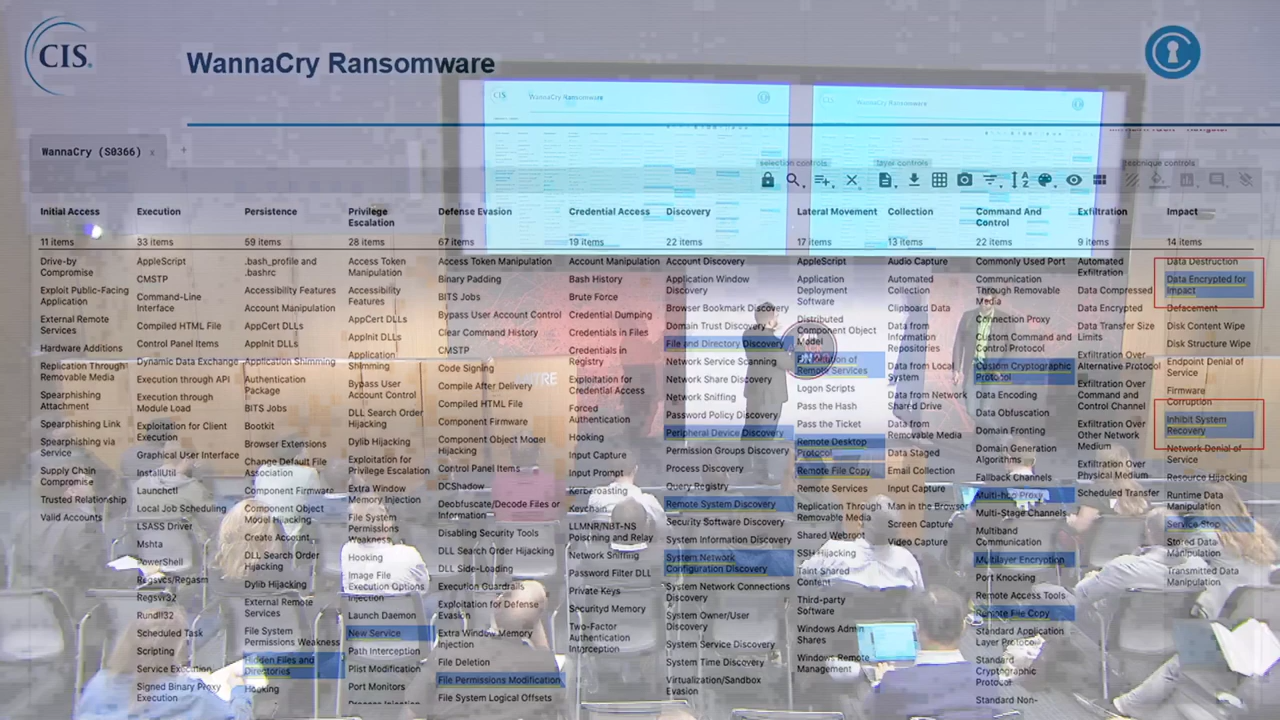 CIS
WannaCry Ransomware
WannaCry (S0366) x +
selection controls
layer controls
technique controls
Initial Access
11 items
Drive-by
Compromise
Exploit Public-Facing
Application
External Remote
Services
Hardware Additions
Replication Through
Removable Media
Spearphishing
Attachment
Spearphishing Link
Spearphishing via
Service
Supply Chain
Compromise
Trusted Relationship
Valid Accounts
Execution
33 items
AppleScript
CMSTP
Command-Line
Interface
Compiled HTML File
Control Panel Items
Dynamic Data Exchange
Execution through API
Execution through
Module Load
Exploitation for Client
Execution
Graphical User Interface
InstallUtil
Launchctl
Local Job Scheduling
LSASS Driver
Mshta
PowerShell
Regsvcs/Regasm
Regsvr32
Rundll32
Scheduled Task
Scripting
Service Execution
Signed Binary Proxy
Execution
Persistence
59 items
.bash_profile and
.bashrc
Accessibility Features
Account Manipulation
AppCert DLLs
AppInit DLLs
Application Shimming
Authentication
Package
BITS Jobs
Bootkit
Browser Extensions
Change Default File
Association
Component Firmware
Component Object
Model Hijacking
Create Account
DLL Search Order
Hijacking
Dylib Hijacking
External Remote
Services
File System
Permissions Weakness
Hidden Files and
Directories
Hooking
Privilege
Escalation
28 items
Access Token
Manipulation
Accessibility
Features
AppCert DLLs
AppInit DLLs
Application
Shimming
Bypass User
Account Control
DLL Search Order
Hijacking
Dylib Hijacking
Exploitation for
Privilege Escalation
Extra Window
Memory Injection
File System
Permissions
Weakness
Hooking
Image File
Execution Options
Injection
Launch Daemon
New Service
Path Interception
Plist Modification
Port Monitors
Process Injection
Defense Evasion
67 items
Access Token Manipulation
Binary Padding
BITS Jobs
Bypass User Account Control
Clear Command History
CMSTP
Code Signing
Compile After Delivery
Compiled HTML File
Component Firmware
Component Object Model
Hijacking
Control Panel Items
DCShadow
Deobfuscate/Decode Files or
Information
Disabling Security Tools
DLL Search Order Hijacking
DLL Side-Loading
Execution Guardrails
Exploitation for Defense
Evasion
Extra Window Memory
Injection
File Deletion
File Permissions Modification
File System Logical Offsets
Credential Access
19 items
Account Manipulation
Bash History
Brute Force
Credential Dumping
Credentials in Files
Credentials in
Registry
Exploitation for
Credential Access
Forced
Authentication
Hooking
Input Capture
Input Prompt
Kerberoasting
Keychain
LLMNR/NBT-NS
Poisoning and Relay
Network Sniffing
Password Filter DLL
Private Keys
Securityd Memory
Two-Factor
Authentication
Interception
Discovery
22 items
Account Discovery
Application Window
Discovery
Browser Bookmark Discovery
Domain Trust Discovery
File and Directory Discovery
Network Service Scanning
Network Share Discovery
Network Sniffing
Password Policy Discovery
Peripheral Device Discovery
Permission Groups Discovery
Process Discovery
Query Registry
Remote System Discovery
Security Software Discovery
System Information Discovery
System Network
Configuration Discovery
System Network Connections
Discovery
System Owner/User
Discovery
System Service Discovery
System Time Discovery
Virtualization/Sandbox
Evasion
Lateral Movement
17 items
AppleScript
Application
Deployment
Software
Distributed
Component Object
Model
Exploitation of
Remote Services
Logon Scripts
Pass the Hash
Pass the Ticket
Remote Desktop
Protocol
Remote File Copy
Remote Services
Replication Through
Removable Media
Shared Webroot
SSH Hijacking
Taint Shared
Content
Third-party
Software
Windows Admin
Shares
Windows Remote
Management
Collection
13 items
Audio Capture
Automated
Collection
Clipboard Data
Data from
Information
Repositories
Data from Local
System
Data from Network
Shared Drive
Data from
Removable Media
Data Staged
Email Collection
Input Capture
Man in the Browser
Screen Capture
Video Capture
Command And
Control
22 items
Commonly Used Port
Communication
Through Removable
Media
Connection Proxy
Custom Command and
Control Protocol
Custom Cryptographic
Protocol
Data Encoding
Data Obfuscation
Domain Fronting
Domain Generation
Algorithms
Fallback Channels
Multi-hop Proxy
Multi-Stage Channels
Multiband
Communication
Multilayer Encryption
Port Knocking
Remote Access Tools
Remote File Copy
Standard Application
Layer Protocol
Standard
Cryptographic
Protocol
Standard Non-
Exfiltration
9 items
Automated
Exfiltration
Data Compressed
Data Encrypted
Data Transfer Size
Limits
Exfiltration Over
Alternative Protocol
Exfiltration Over
Command and
Control Channel
Exfiltration Over
Other Network
Medium
Exfiltration Over
Physical Medium
Scheduled Transfer
Impact
14 items
Data Destruction
Data Encrypted for
Impact
Defacement
Disk Content Wipe
Disk Structure Wipe
Endpoint Denial of
Service
Firmware
Corruption
Inhibit System
Recovery
Network Denial of
Service
Resource Hijacking
Runtime Data
Manipulation
Service Stop
Stored Data
Manipulation
Transmitted Data
Manipulation
CIS WannaCry Ransomware
CIS WannaCry Ransomware